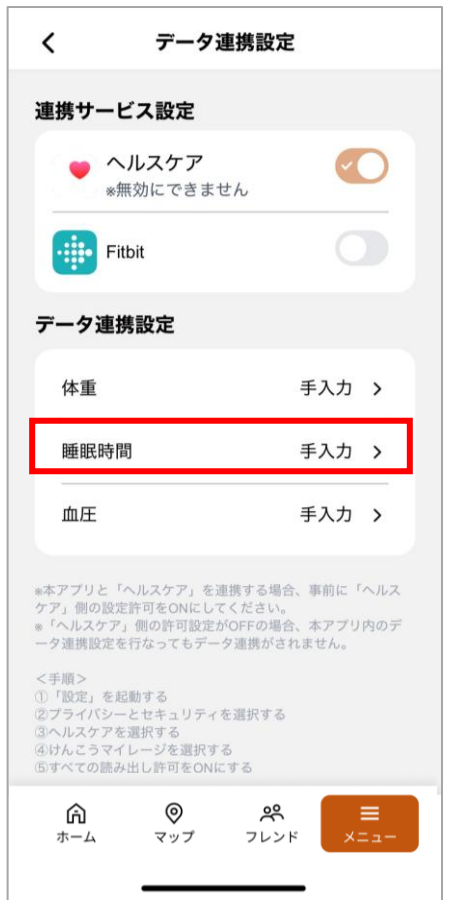 データ連携設定
連携サービス設定
ヘルスケア
※無効にできません
Fitbit
データ連携設定
体重 手入力
睡眠時間 手入力
血圧 手入力
※本アプリと「ヘルスケア」を連携する場合、事前に「ヘルス
ケア」側の設定許可をONにしてください。
※「ヘルスケア」側の許可設定がOFFの場合、本アプリ内のデ
ータ連携設定を行なってもデータ連携がされません。
<手順>
①「設定」を起動する
②プライバシーとセキュリティを選択する
③ヘルスケアを選択する
④けんこうマイレージを選択する
⑤すべての読み出し許可をONにする
ホーム マップ フレンド メニュー